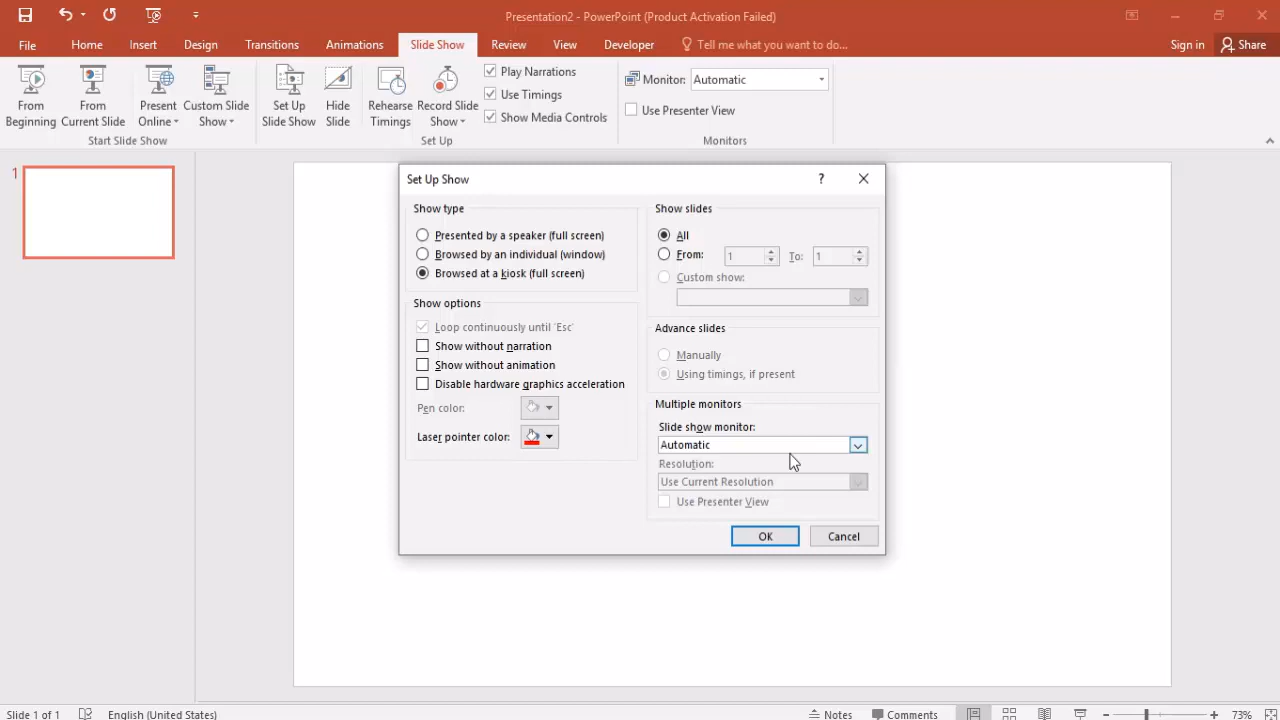 Presentation2 - PowerPoint (Product Activation Failed)
File Home Insert Design Transitions Animations Slide Show Review View Developer Tell me what you want to do... Sign in Share
From Beginning
From Current Slide
Present Online
Custom Slide Show
Start Slide Show
Set Up Slide Show
Hide Slide
Rehearse Timings
Record Slide Show
Play Narrations
Use Timings
Show Media Controls
Set Up
Monitor: Automatic
Use Presenter View
Monitors
1
Set Up Show ?
Show type
Presented by a speaker (full screen)
Browsed by an individual (window)
Browsed at a kiosk (full screen)
Show options
Loop continuously until 'Esc'
Show without narration
Show without animation
Disable hardware graphics acceleration
Pen color:
Laser pointer color:
Show slides
All
From: 1 To: 1
Custom show:
Advance slides
Manually
Using timings, if present
Multiple monitors
Slide show monitor:
Automatic
Resolution:
Use Current Resolution
Use Presenter View
OK Cancel
Slide 1 of 1 English (United States) Notes Comments 73%